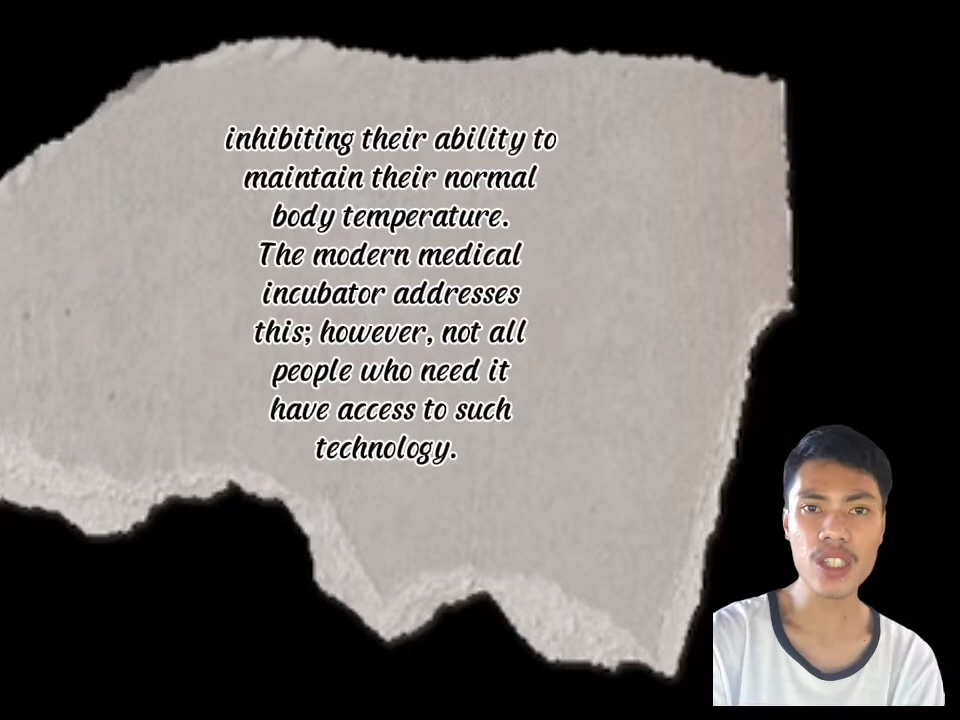 inhibiting their ability to
maintain their normal
body temperature.
The modern medical
incubator addresses
this; however, not all
people who need it
have access to such
technology.